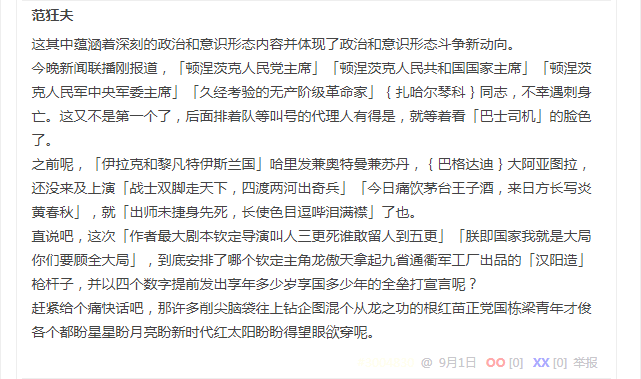 范狂夫
这其中蕴涵着深刻的政治和意识形态内容并体现了政治和意识形态斗争新动向。
今晚新闻联播刚报道，「顿涅茨克人民党主席」「顿涅茨克人民共和国国家主席」「顿涅茨
克人民军中央军委主席」「久经考验的无产阶级革命家」｛扎哈尔琴科｝同志，不幸遇刺身
亡。这又不是第一个了，后面排着队等叫号的代理人有得是，就等着看「巴士司机」的脸色
了。
之前呢，「伊拉克和黎凡特伊斯兰国」哈里发兼奥特曼兼苏丹，｛巴格达迪｝大阿亚图拉，
还没来及上演「战士双脚走天下，四渡两河出奇兵」「今日痛饮茅台王子酒，来日方长写炎
黄春秋」，就「出师未捷身先死，长使色目逗哔泪满襟」了也。
直说吧，这次「作者最大剧本钦定导演叫人三更死谁敢留人到五更」「朕即国家我就是大局
你们要顾全大局」，到底安排了哪个钦定主角龙傲天拿起九省通衢军工厂出品的「汉阳造」
枪杆子，并以四个数字提前发出享年多少岁享国多少年的全垒打宣言呢？
赶紧给个痛快话吧，那许多削尖脑袋往上钻企图混个从龙之功的根红苗正党国栋梁青年才俊
各个都盼星星盼月亮盼新时代红太阳盼盼得望眼欲穿呢。
@ 9月1日 OO [0] XX [0] 举报